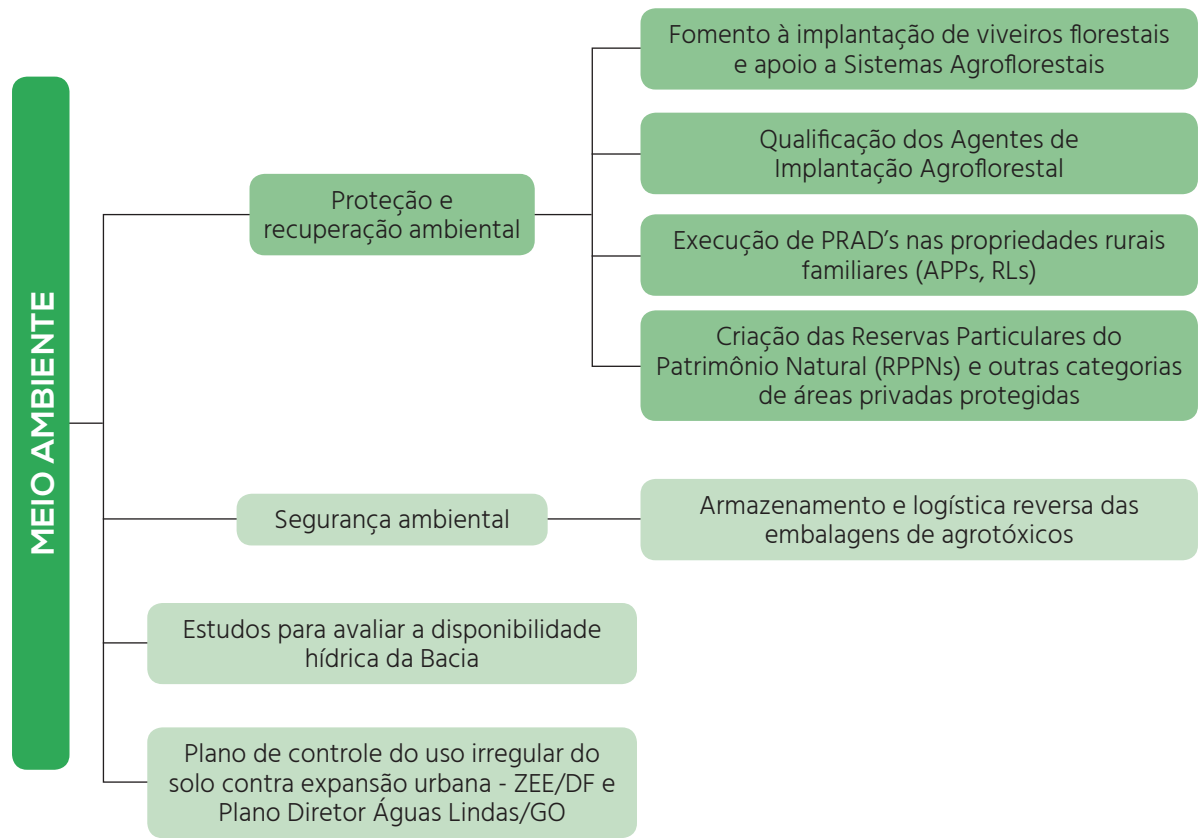 MEIO AMBIENTE
Proteção e
recuperação ambiental
Fomento à implantação de viveiros florestais
e apoio a Sistemas Agroflorestais
Qualificação dos Agentes de
Implantação Agroflorestal
Execução de PRAD’s nas propriedades rurais
familiares (APPs, RLs)
Criação das Reservas Particulares do
Patrimônio Natural (RPPNs) e outras categorias
de áreas privadas protegidas
Segurança ambiental
Armazenamento e logística reversa das
embalagens de agrotóxicos
Estudos para avaliar a disponibilidade
hídrica da Bacia
Plano de controle do uso irregular do
solo contra expansão urbana - ZEE/DF e
Plano Diretor Águas Lindas/GO